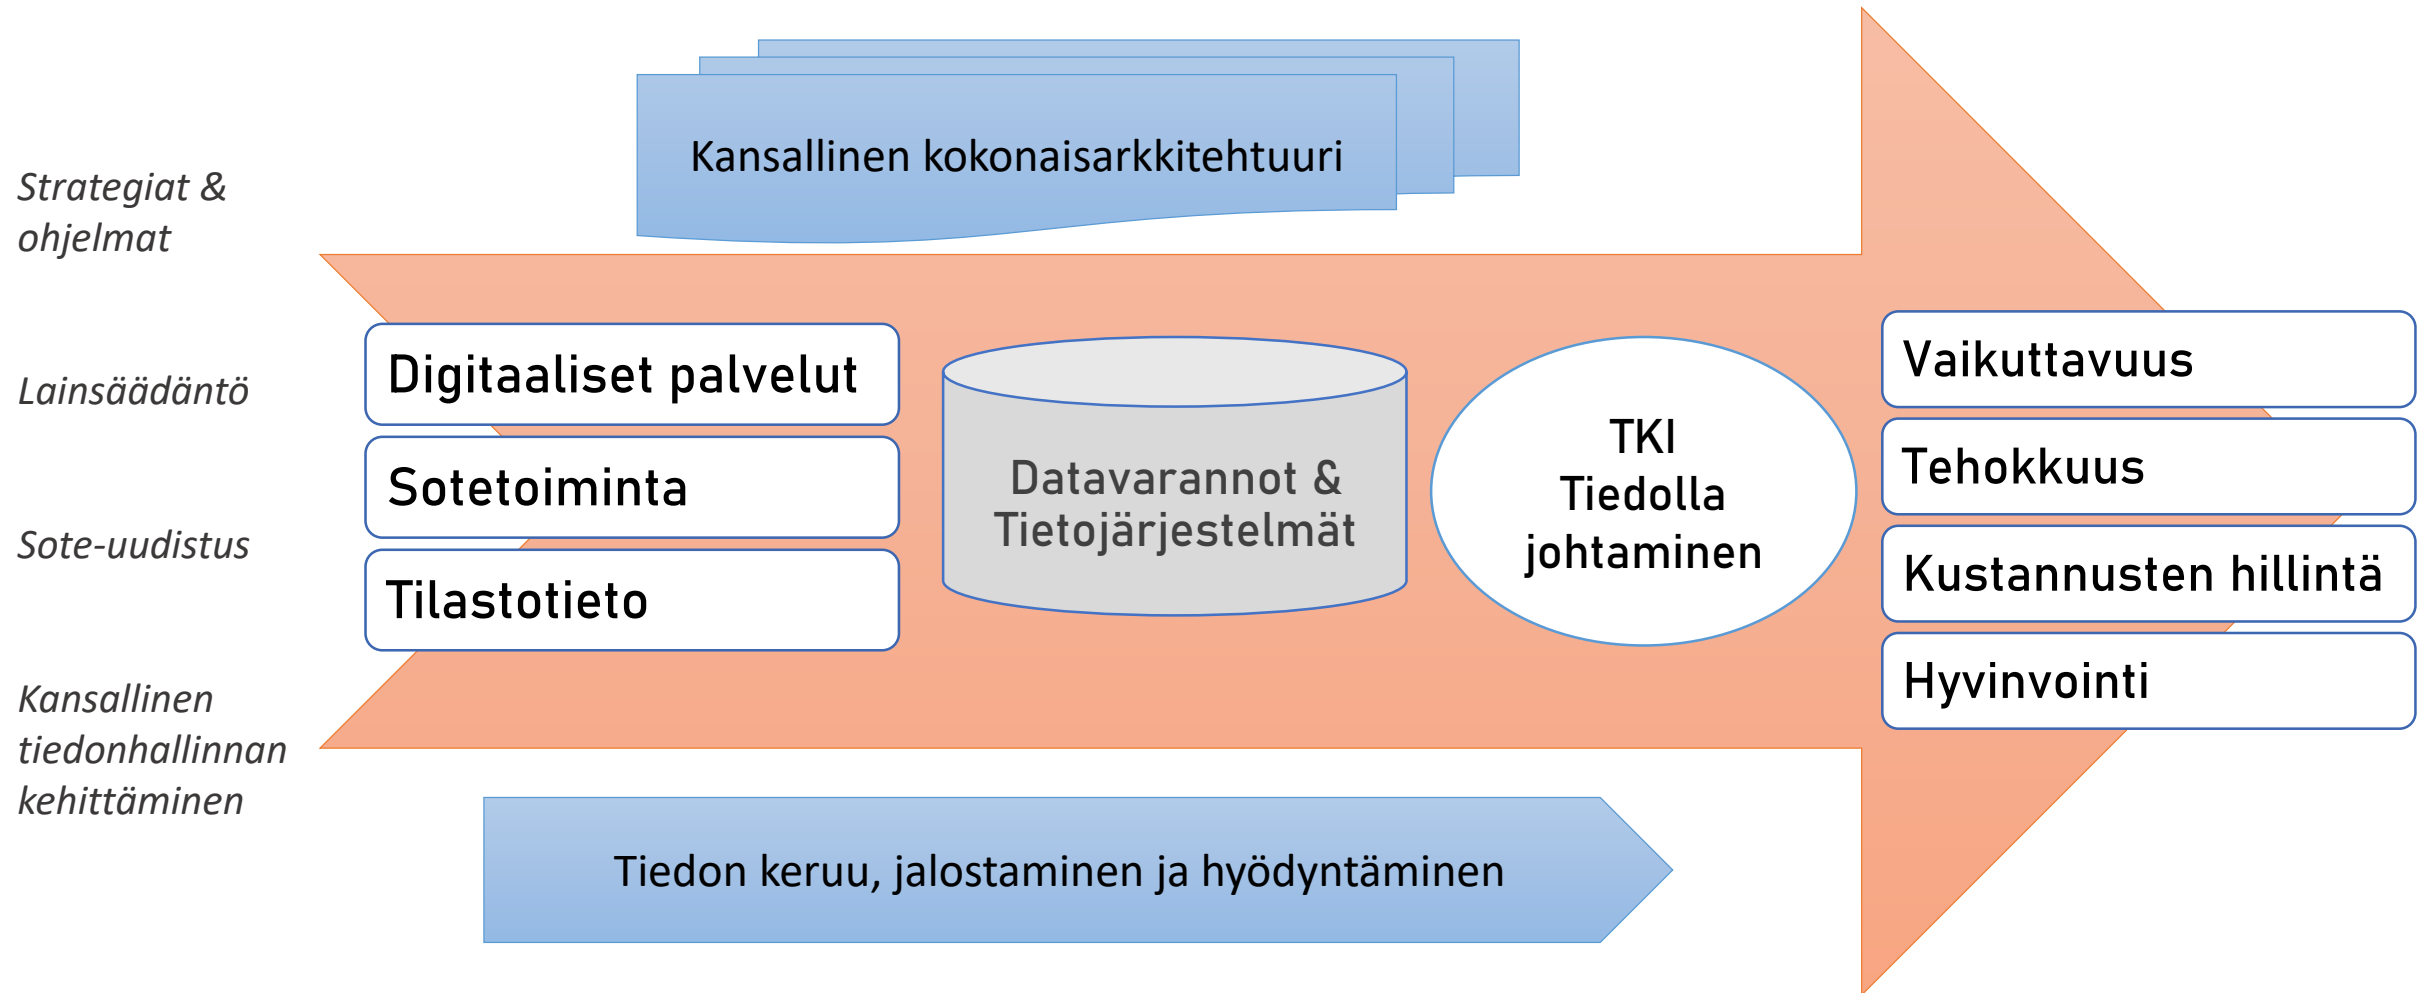 Kansallinen kokonaisarkkitehtuuri
Strategiat &
ohjelmat
Lainsäädäntö
Sote-uudistus
Kansallinen
tiedonhallinnan
kehittäminen
Digitaaliset palvelut
Sotetoiminta
Tilastotieto
Datavarannot &
Tietojärjestelmät
TKI
Tiedolla
johtaminen
Vaikuttavuus
Tehokkuus
Kustannusten hillintä
Hyvinvointi
Tiedon keruu, jalostaminen ja hyödyntäminen